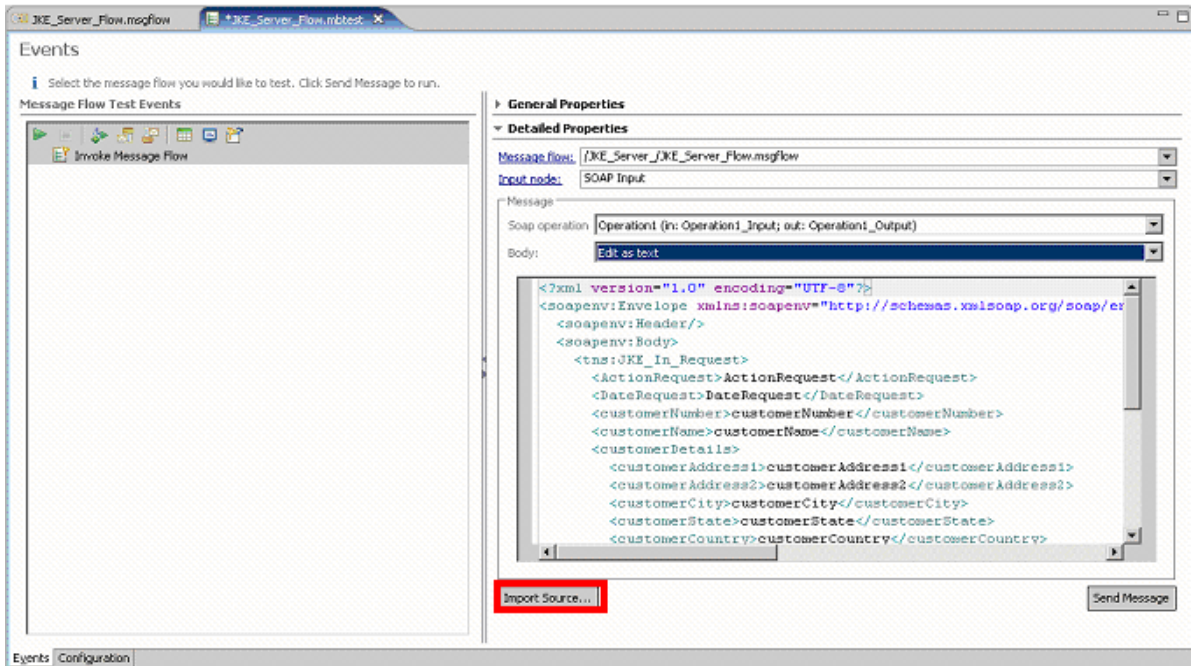 JKE_Server_Flow.msgflow
*JKE_Server_Flow.mbtest
Events
Select the message flow you would like to test. Click Send Message to run.
Message Flow Test Events
Invoke Message Flow
General Properties
Detailed Properties
Message flow: /JKE_Server_/JKE_Server_Flow.msgflow
Input node: SOAP Input
Message
Soap operation Operation1 (in: Operation1_Input; out: Operation1_Output)
Body: Edit as text
<?xml version="1.0" encoding="UTF-8"?>
<soapenv:Envelope xmlns:soapenv="http://schemas.xmlsoap.org/soap/en
<soapenv:Header/>
<soapenv:Body>
<tns:JKE_In_Request>
<ActionRequest>ActionRequest</ActionRequest>
<DateRequest>DateRequest</DateRequest>
<customerNumber>customerNumber</customerNumber>
<customerName>customerName</customerName>
<customerDetails>
<customerAddress1>customerAddress1</customerAddress1>
<customerAddress2>customerAddress2</customerAddress2>
<customerCity>customerCity</customerCity>
<customerState>customerState</customerState>
<customerCountry>customerCountry</customerCountry>
Import Source...
Send Message
Events Configuration